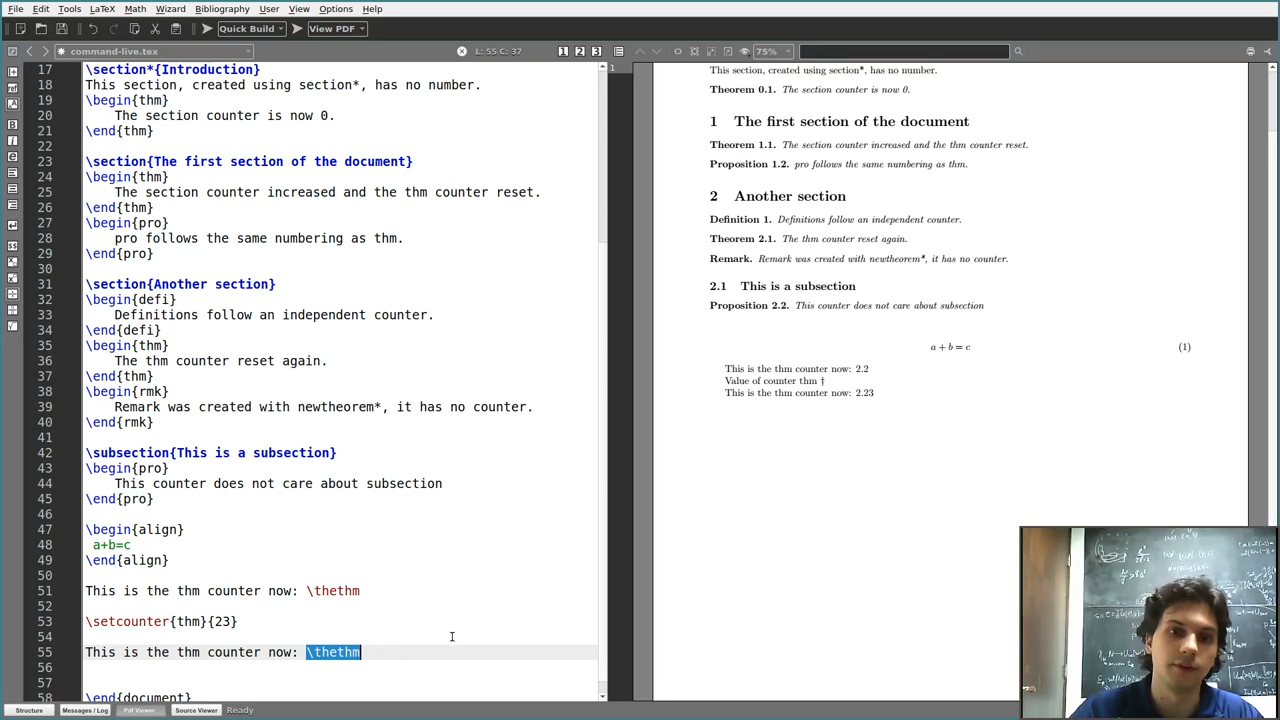 File Edit Tools LaTeX Math Wizard Bibliography User View Options Help
Quick Build View PDF
command-live.tex L: 55 C: 37 1 2 3 75%
17 \section*{Introduction}
18 This section, created using section*, has no number.
19 \begin{thm}
20 The section counter is now 0.
21 \end{thm}
22
23 \section{The first section of the document}
24 \begin{thm}
25 The section counter increased and the thm counter reset.
26 \end{thm}
27 \begin{pro}
28 pro follows the same numbering as thm.
29 \end{pro}
30
31 \section{Another section}
32 \begin{defi}
33 Definitions follow an independent counter.
34 \end{defi}
35 \begin{thm}
36 The thm counter reset again.
37 \end{thm}
38 \begin{rmk}
39 Remark was created with newtheorem*, it has no counter.
40 \end{rmk}
41
42 \subsection{This is a subsection}
43 \begin{pro}
44 This counter does not care about subsection
45 \end{pro}
46
47 \begin{align}
48 a+b=c
49 \end{align}
50
51 This is the thm counter now: \thethm
52
53 \setcounter{thm}{23}
54
55 This is the thm counter now: \thethm
56
57
58 \end{document}
1
This section, created using section*, has no number.
Theorem 0.1. The section counter is now 0.
1 The first section of the document
Theorem 1.1. The section counter increased and the thm counter reset.
Proposition 1.2. pro follows the same numbering as thm.
2 Another section
Definition 1. Definitions follow an independent counter.
Theorem 2.1. The thm counter reset again.
Remark. Remark was created with newtheorem*, it has no counter.
2.1 This is a subsection
Proposition 2.2. This counter does not care about subsection
a + b = c (1)
This is the thm counter now: 2.2
Value of counter thm †
This is the thm counter now: 2.23
Structure Messages / Log Pdf Viewer Source Viewer Ready